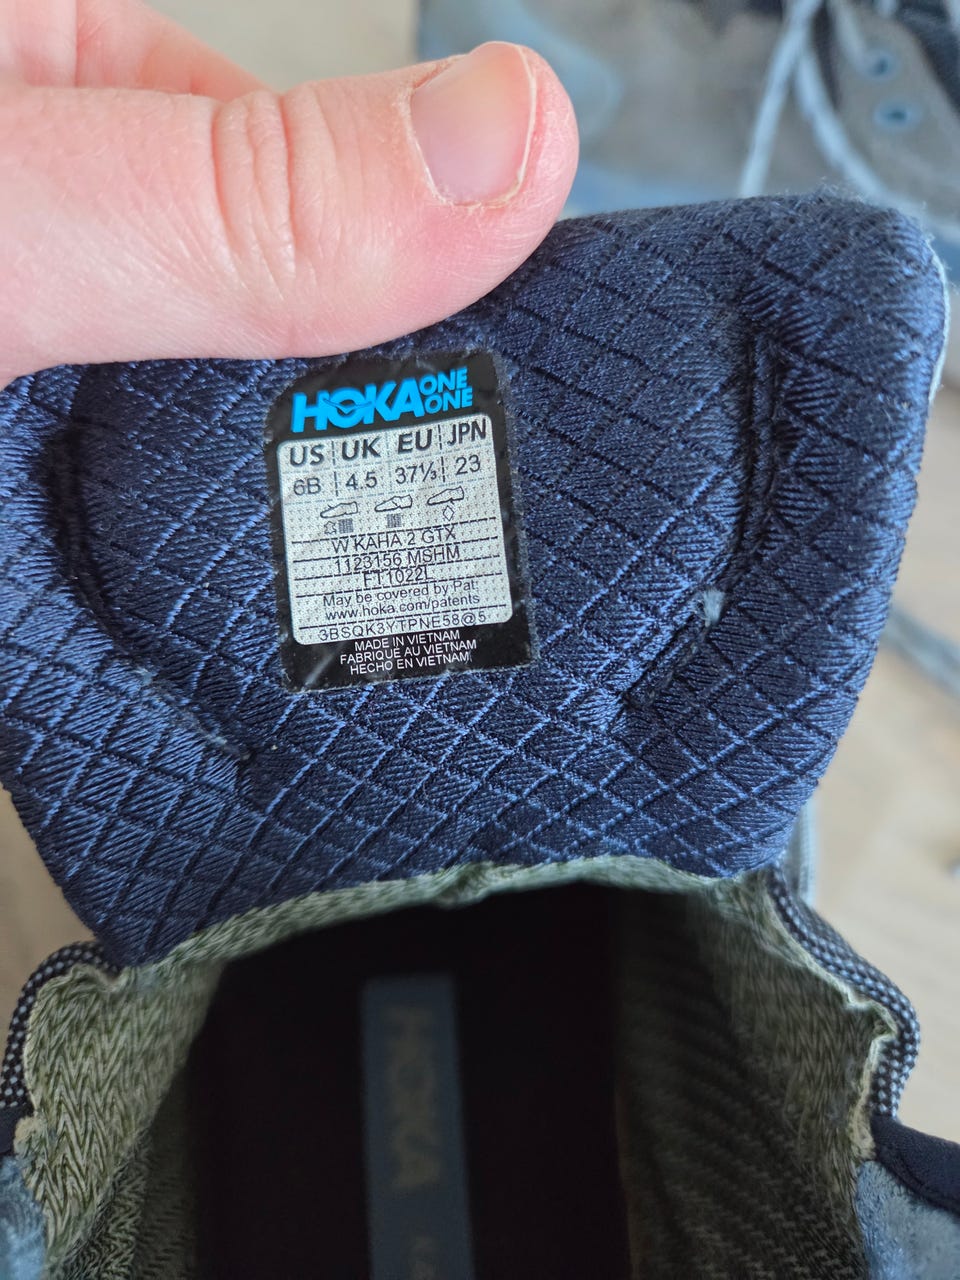 HOKA ONE ONE
US UK EU JPN
6B 4.5 37⅓ 23
W KAHA 2 GTX
1123156 MSHM
F11022L
May be covered by Pat:
www.hoka.com/patents
3BSQK3YTPNE58@5
MADE IN VIETNAM
FABRIQUE AU VIETNAM
HECHO EN VIETNAM
HOKA